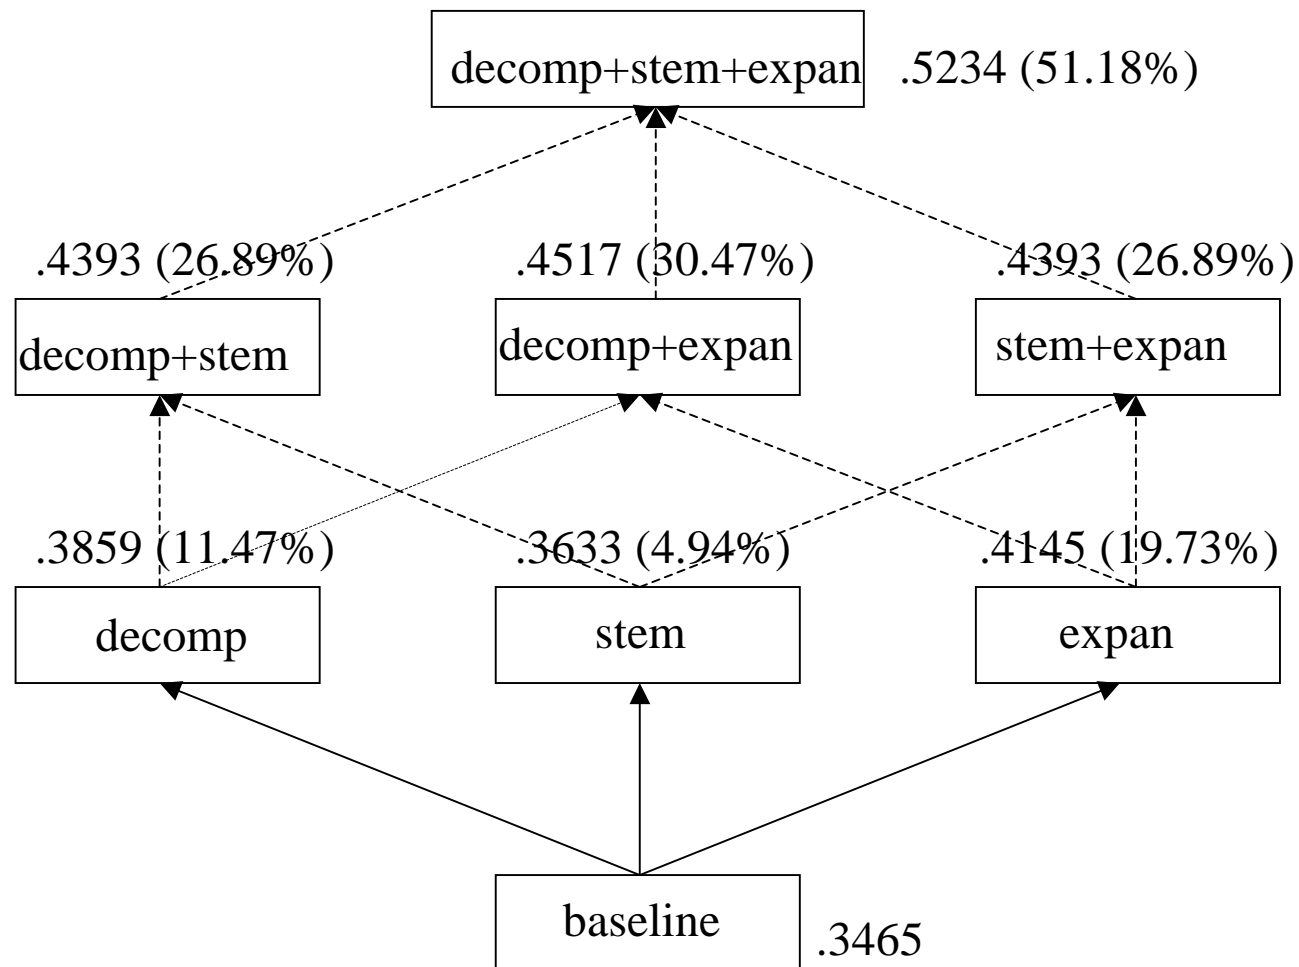 decomp+stem+expan .5234 (51.18%)
.4393 (26.89%) .4517 (30.47%) .4393 (26.89%)
decomp+stem decomp+expan stem+expan
.3859 (11.47%) .3633 (4.94%) .4145 (19.73%)
decomp stem expan
baseline .3465